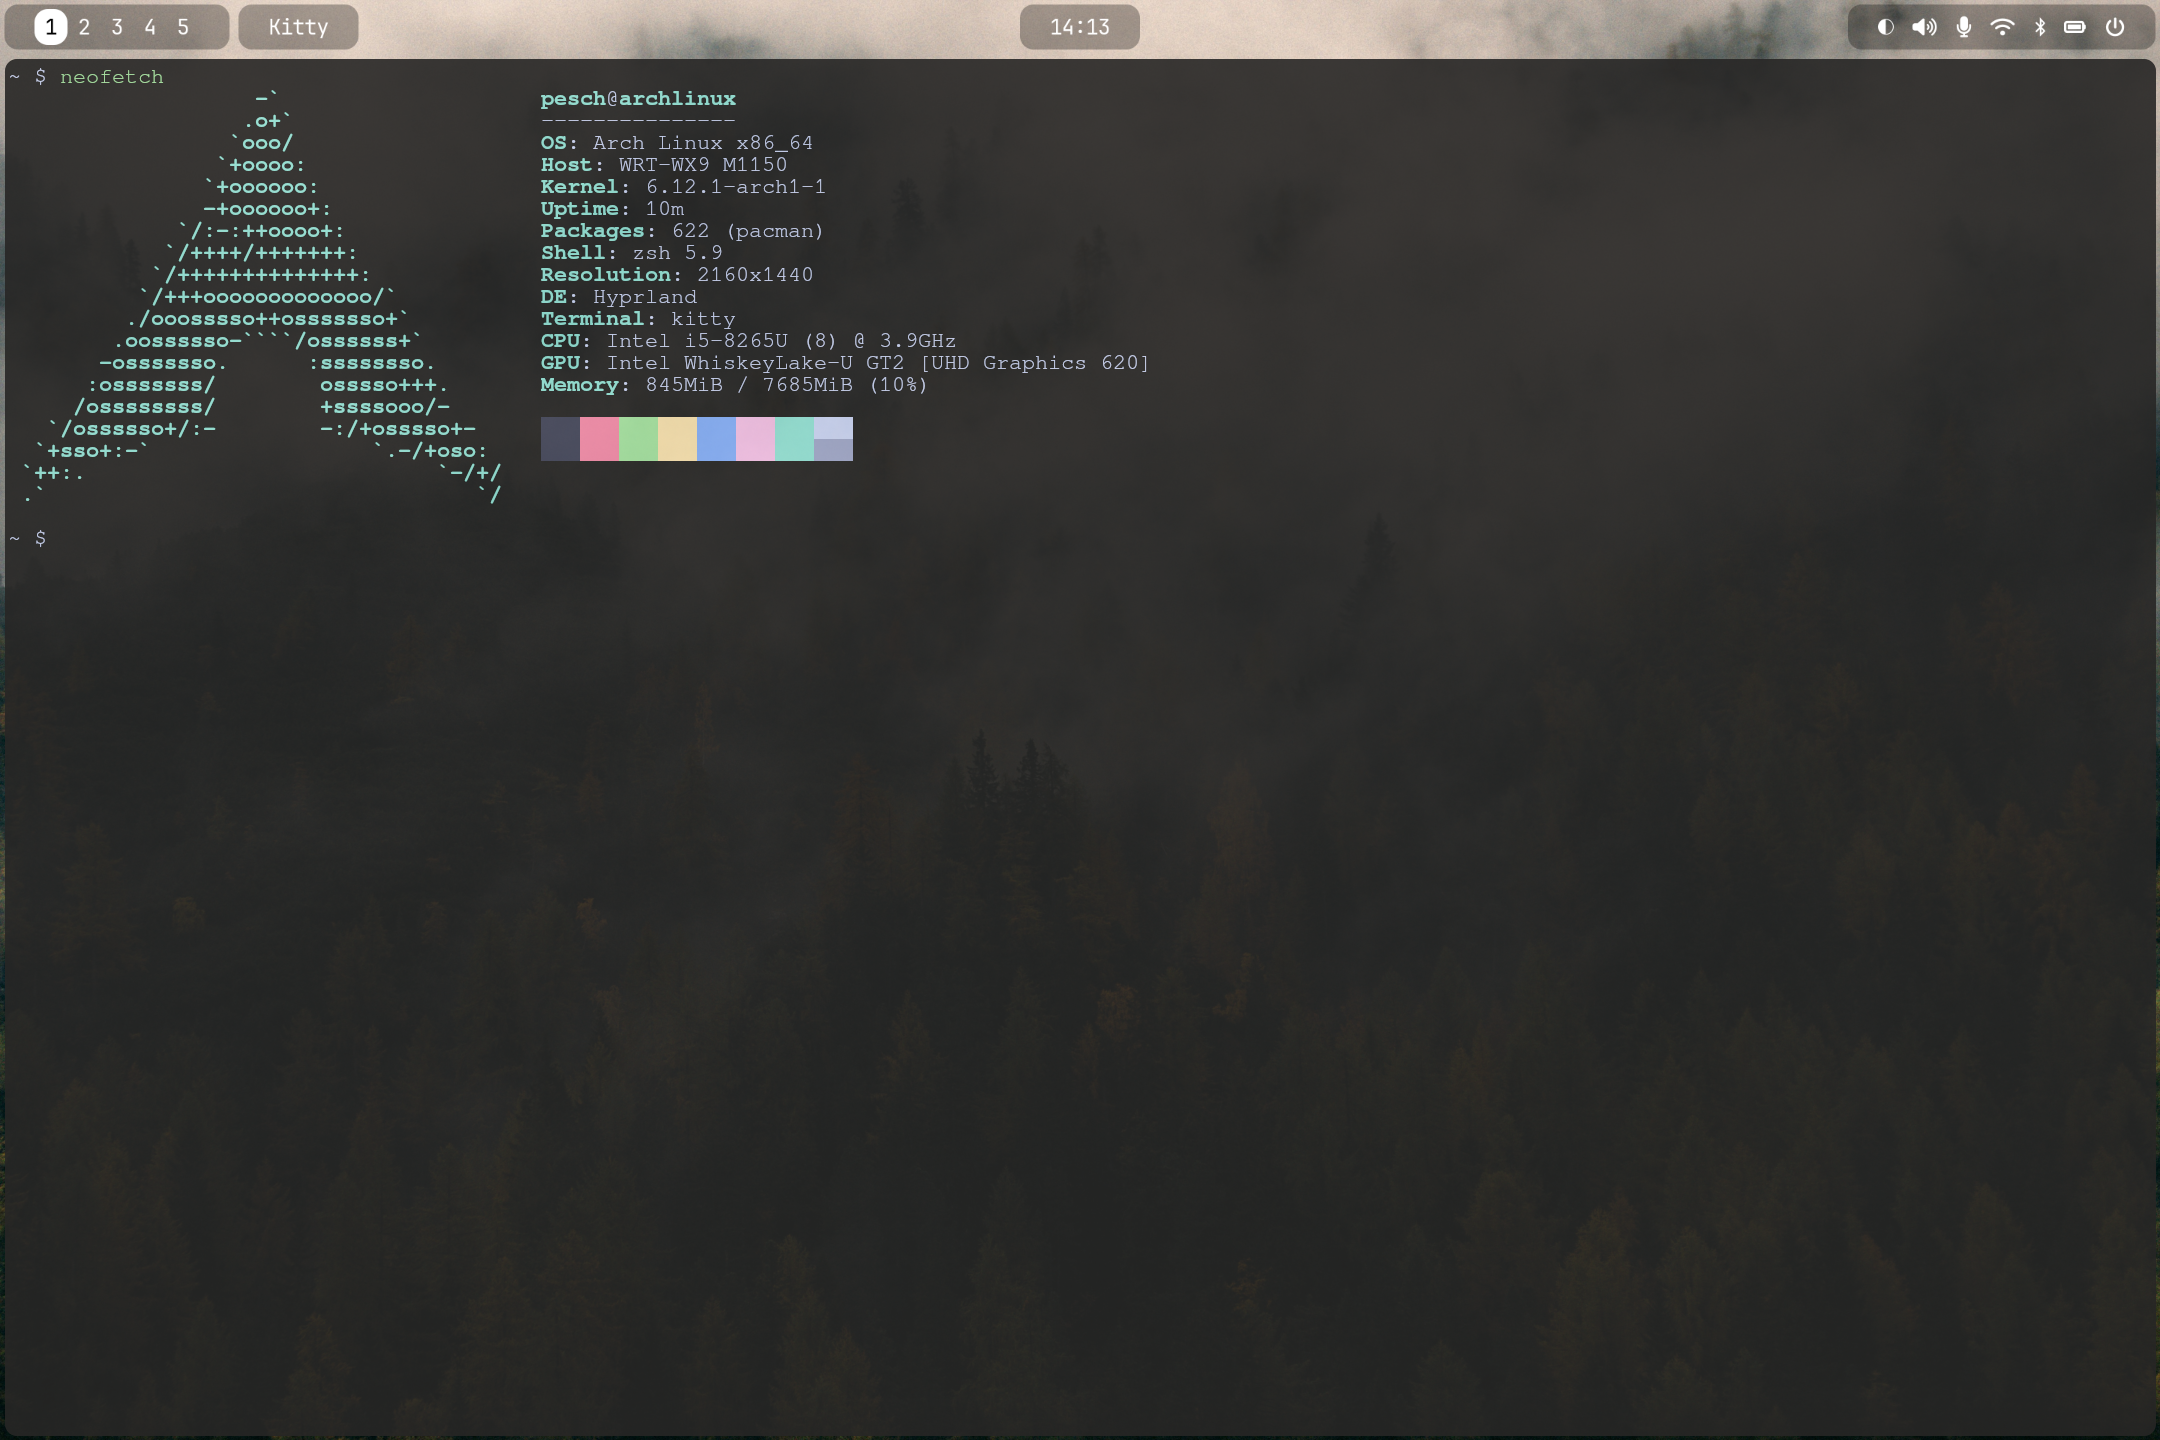 1 2 3 4 5 Kitty 14:13
~ $ neofetch
                   -`
                  .o+`
                 `ooo/
                `+oooo:
               `+oooooo:
               -+oooooo+:
             `/:-:++oooo+:
            `/++++/+++++++:
           `/++++++++++++++:
          `/+++ooooooooooooo/`
         ./ooosssso++osssssso+`
        .oossssso-````/ossssss+`
       -osssssso.      :ssssssso.
      :osssssss/        osssso+++.
     /ossssssss/        +ssssooo/-
   `/ossssso+/:-        -:/+osssso+-
  `+sso+:-`                 `.-/+oso:
 `++:.                           `-/+/
 .`                                 `/
pesch@archlinux
---------------
OS: Arch Linux x86_64
Host: WRT-WX9 M1150
Kernel: 6.12.1-arch1-1
Uptime: 10m
Packages: 622 (pacman)
Shell: zsh 5.9
Resolution: 2160x1440
DE: Hyprland
Terminal: kitty
CPU: Intel i5-8265U (8) @ 3.9GHz
GPU: Intel WhiskeyLake-U GT2 [UHD Graphics 620]
Memory: 845MiB / 7685MiB (10%)
~ $